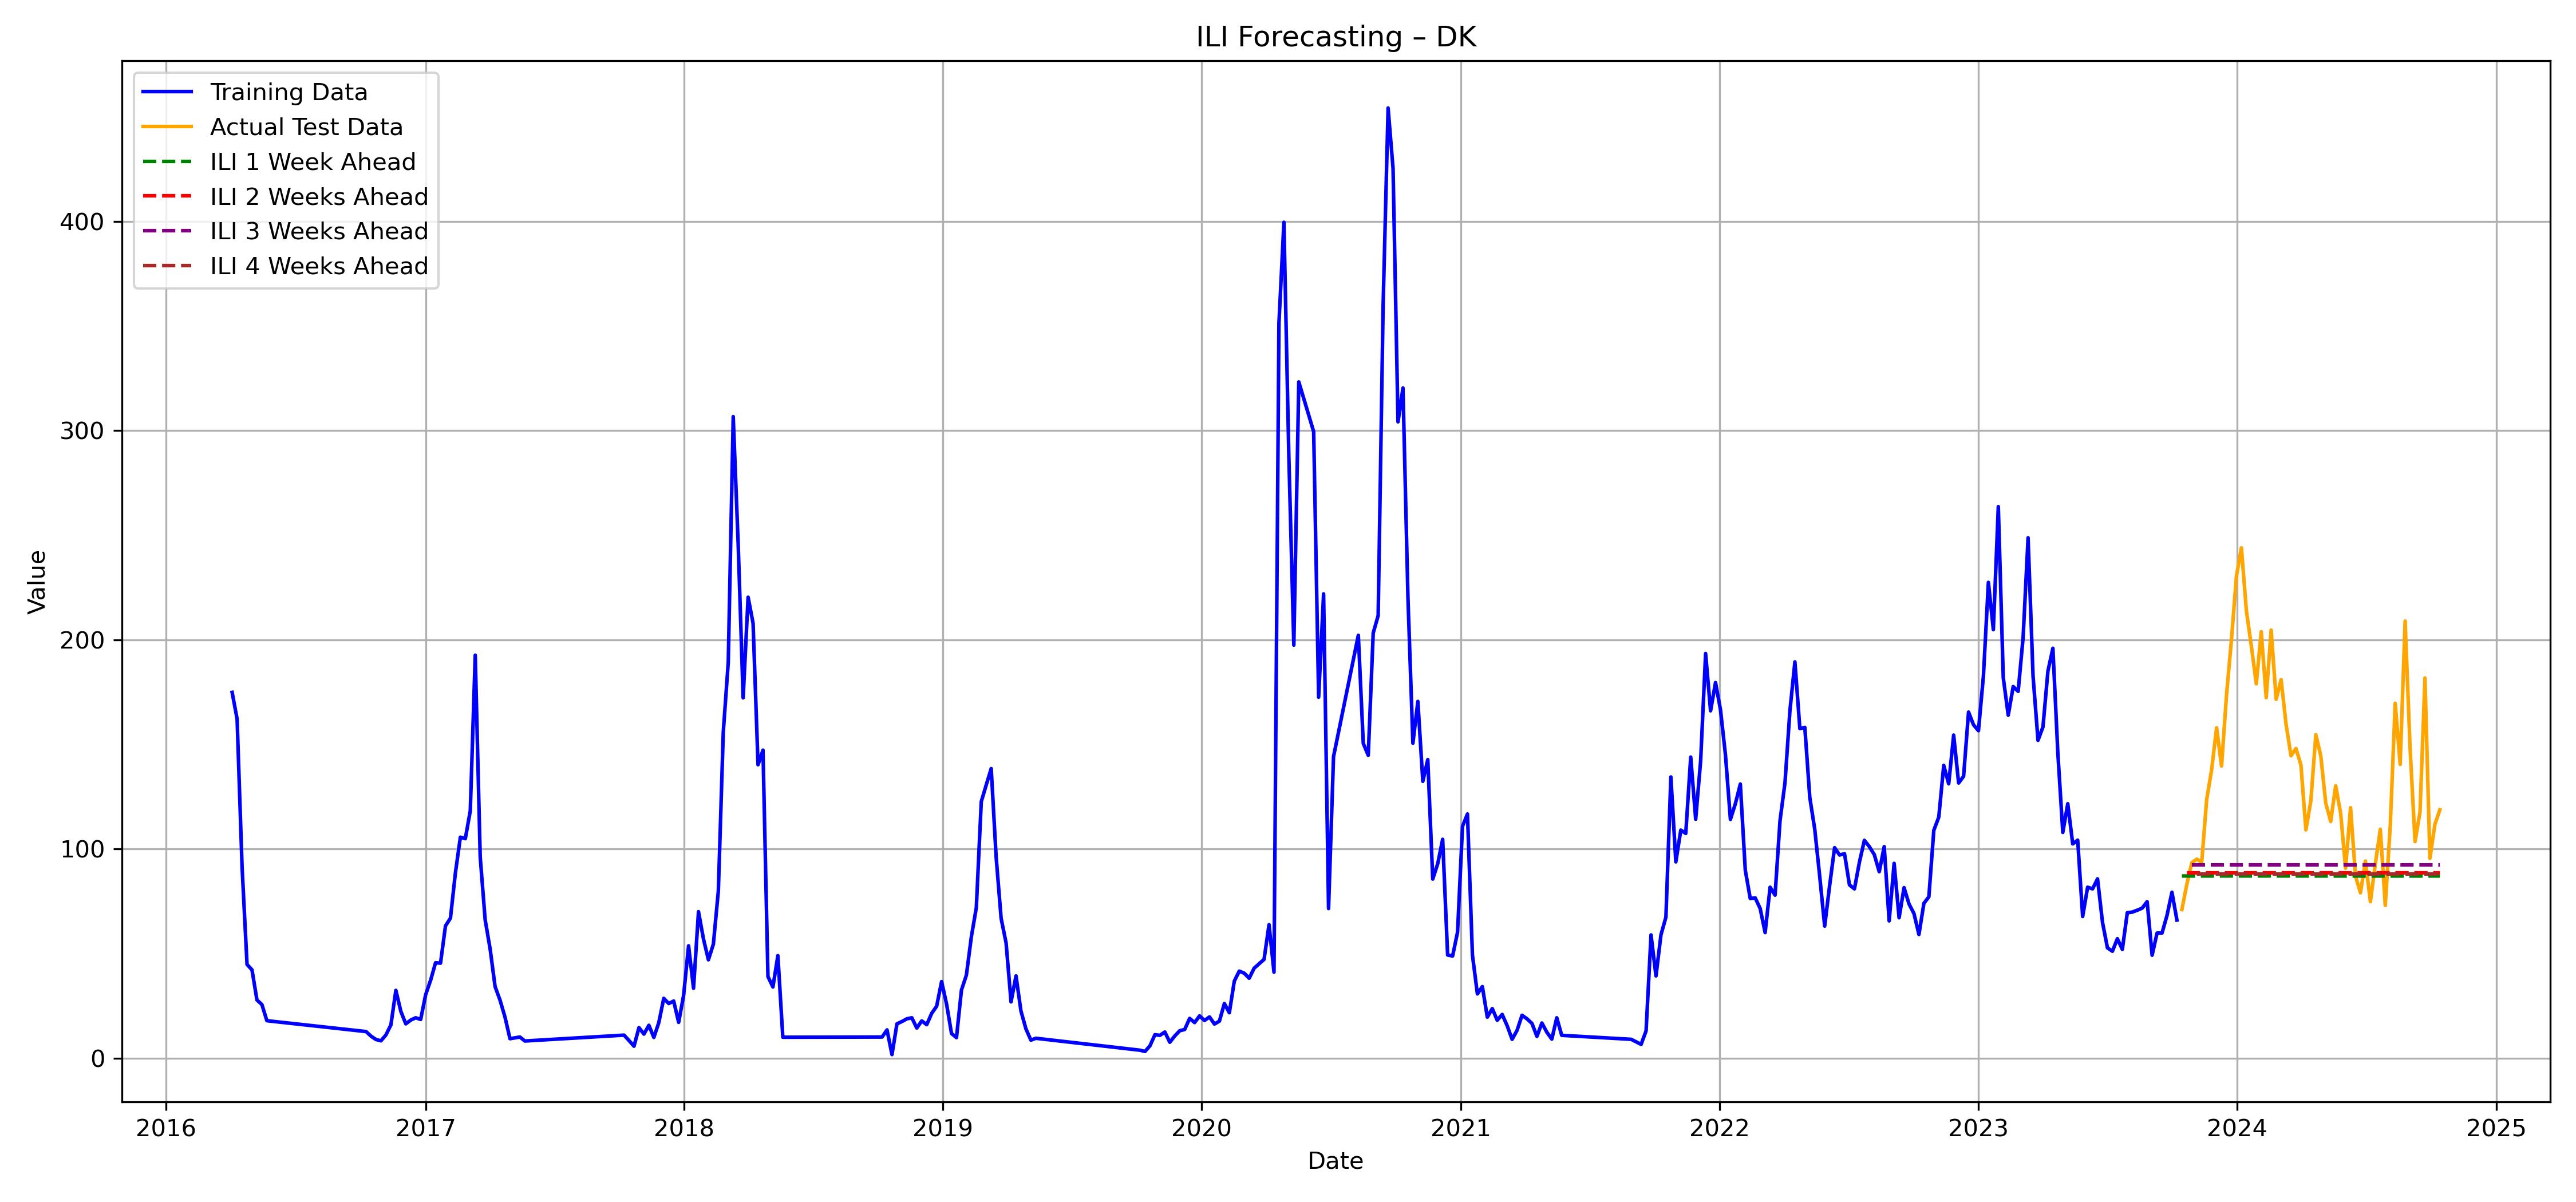 ILI Forecasting – DK
Training Data
Actual Test Data
ILI 1 Week Ahead
ILI 2 Weeks Ahead
ILI 3 Weeks Ahead
ILI 4 Weeks Ahead
Value
400
300
200
100
0
2016 2017 2018 2019 2020 2021 2022 2023 2024 2025
Date